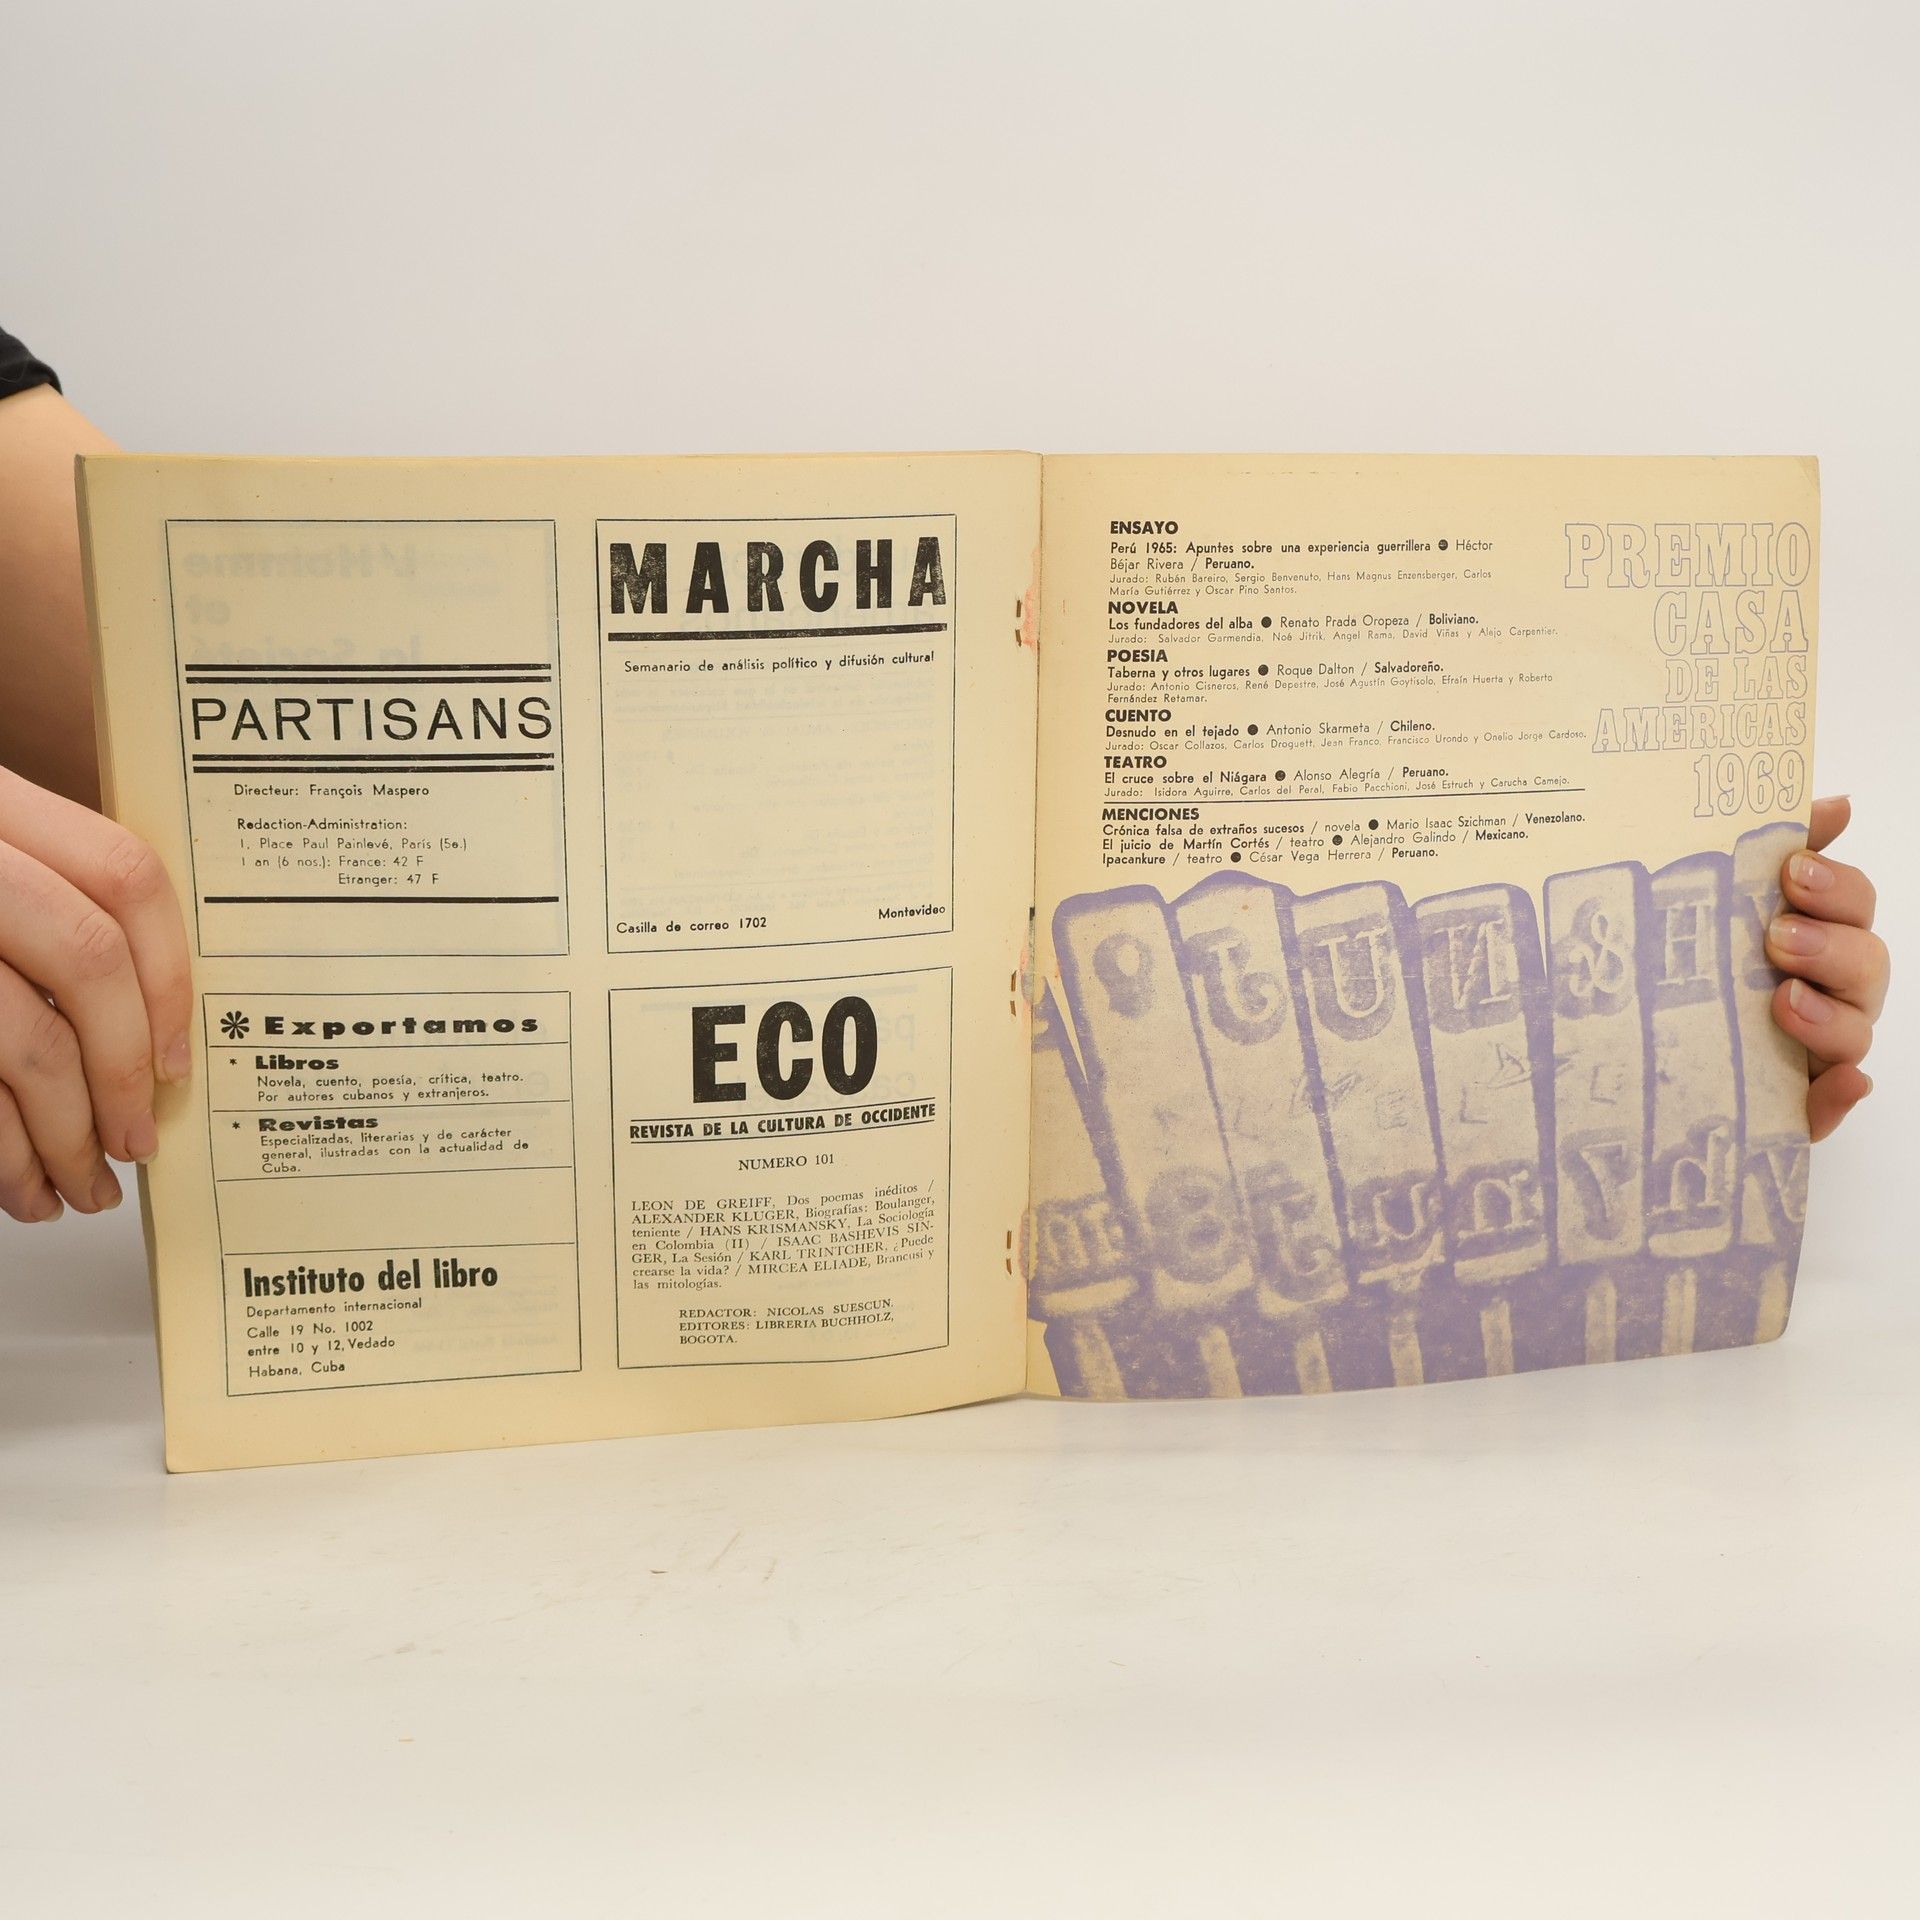 PARTISANS
Directeur: François Maspero
Redaction-Administration:
1, Place Paul Painlevé, París (5e.)
1 an (6 nos.): France: 42 F
Etranger: 47 F
MARCHA
Semanario de análisis político y difusión cultural
Casilla de correo 1702
Montevideo
Exportamos
* Libros
Novela, cuento, poesía, crítica, teatro.
Por autores cubanos y extranjeros.
* Revistas
Especializadas, literarias y de carácter
general, ilustradas con la actualidad de
Cuba.
Instituto del libro
Departamento internacional
Calle 19 No. 1002
entre 10 y 12, Vedado
Habana, Cuba
ECO
REVISTA DE LA CULTURA DE OCCIDENTE
NUMERO 101
LEON DE GREIFF, Dos poemas inéditos /
ALEXANDER KLUGER, Biografías: Boulanger,
teniente / HANS KRISMANSKY, La Sociología
en Colombia (II) / ISAAC BASHEVIS SIN-
GER, La Sesión / KARL TRINTCHER, ¿Puede
crearse la vida? / MIRCEA ELIADE, Brancusi y
las mitologías.
REDACTOR: NICOLAS SUESCUN.
EDITORES: LIBRERIA BUCHHOLZ,
BOGOTA.
ENSAYO
Perú 1965: Apuntes sobre una experiencia guerrillera ● Héctor
Béjar Rivera / Peruano.
Jurado: Rubén Bareiro, Sergio Benvenuto, Hans Magnus Enzensberger, Carlos
María Gutiérrez y Oscar Pino Santos.
NOVELA
Los fundadores del alba ● Renato Prada Oropeza / Boliviano.
Jurado: Salvador Garmendia, Noé Jitrik, Angel Rama, David Viñas y Alejo Carpentier.
POESIA
Taberna y otros lugares ● Roque Dalton / Salvadoreño.
Jurado: Antonio Cisneros, René Depestre, José Agustín Goytisolo, Efraín Huerta y Roberto
Fernández Retamar.
CUENTO
Desnudo en el tejado ● Antonio Skarmeta / Chileno.
Jurado: Oscar Collazos, Carlos Droguett, Jean Franco, Francisco Urondo y Onelio Jorge Cardoso.
TEATRO
El cruce sobre el Niágara ● Alonso Alegría / Peruano.
Jurado: Isidora Aguirre, Carlos del Peral, Fabio Pacchioni, José Estruch y Carucha Camejo.
MENCIONES
Crónica falsa de extraños sucesos / novela ● Mario Isaac Szichman / Venezolano.
El juicio de Martín Cortés / teatro ● Alejandro Galindo / Mexicano.
Ipacankure / teatro ● César Vega Herrera / Peruano.
PREMIO
CASA
DE LAS
AMERICAS
1969